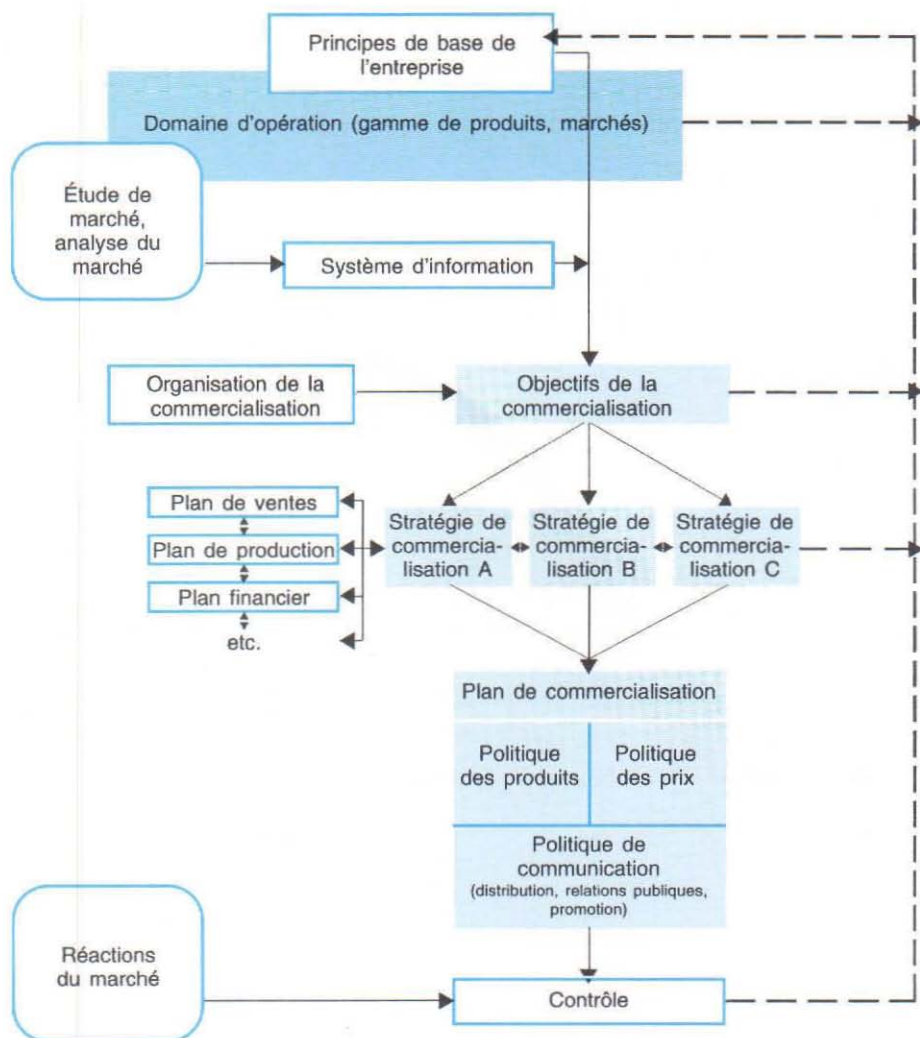 Principes de base de
l'entreprise
Domaine d'opération (gamme de produits, marchés)
Étude de
marché,
analyse du
marché
Système d'information
Organisation de la
commercialisation
Objectifs de la
commercialisation
Plan de ventes
Plan de production
Plan financier
etc.
Stratégie de
commercia-
lisation A
Stratégie de
commercia-
lisation B
Stratégie de
commercia-
lisation C
Plan de commercialisation
Politique
des produits
Politique
des prix
Politique de
communication
(distribution, relations publiques,
promotion)
Réactions
du marché
Contrôle